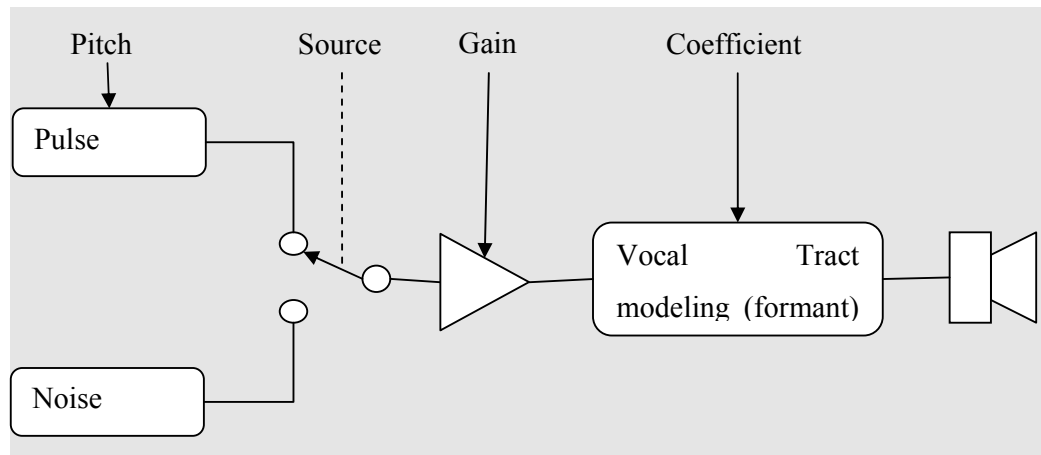 Pitch Source Gain Coefficient
Pulse
Vocal Tract
modeling (formant)
Noise